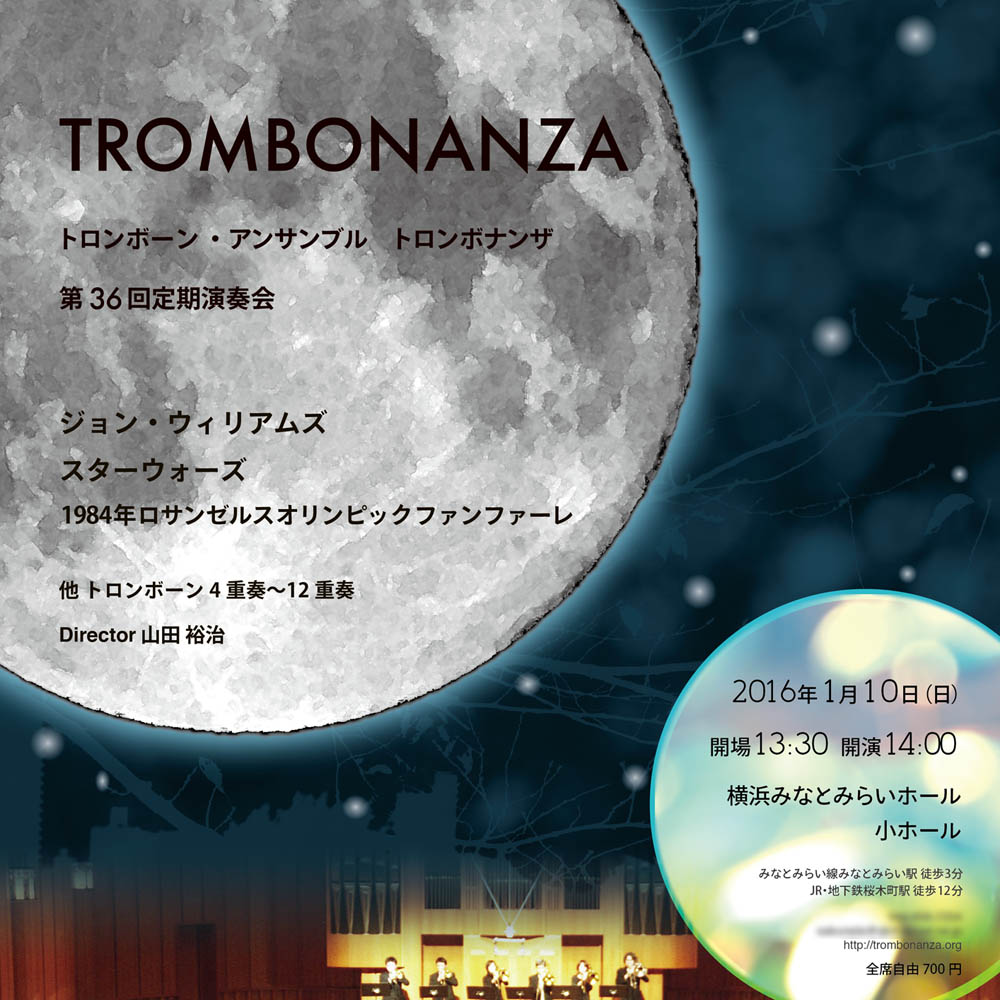 TROMBONANZA
トロンボーン・アンサンブル トロンボナンザ
第36回定期演奏会
ジョン・ウィリアムズ
スターウォーズ
1984年ロサンゼルスオリンピックファンファーレ
他 トロンボーン 4 重奏～12 重奏
Director 山田 裕治
2016年1月10日(日)
開場13:30 開演14:00
横浜みなとみらいホール
小ホール
みなとみらい線みなとみらい駅 徒歩3分
JR・地下鉄桜木町駅 徒歩12分
http://trombonanza.org
全席自由 700 円